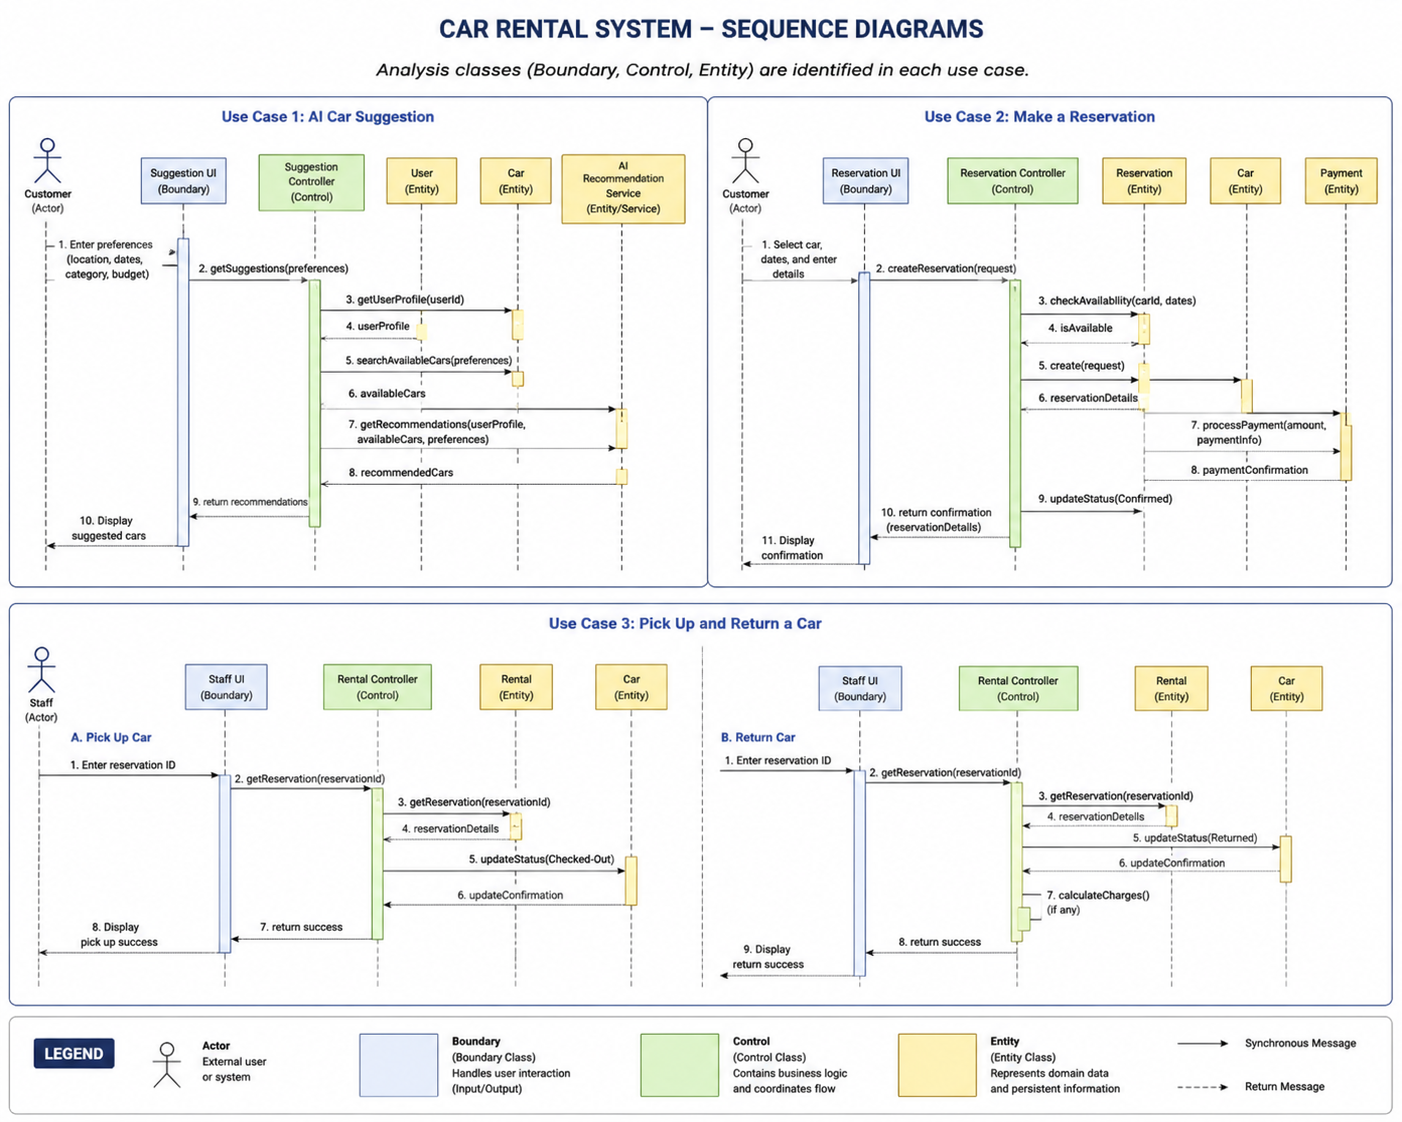 CAR RENTAL SYSTEM – SEQUENCE DIAGRAMS
Analysis classes (Boundary, Control, Entity) are identified in each use case.
Use Case 1: AI Car Suggestion
Customer
(Actor)
Suggestion UI
(Boundary)
Suggestion
Controller
(Control)
User
(Entity)
Car
(Entity)
AI
Recommendation
Service
(Entity/Service)
1. Enter preferences
(location, dates,
category, budget)
2. getSuggestions(preferences)
3. getUserProfile(userId)
4. userProfile
5. searchAvailableCars(preferences)
6. availableCars
7. getRecommendations(userProfile,
availableCars, preferences)
8. recommendedCars
9. return recommendations
10. Display
suggested cars
Use Case 2: Make a Reservation
Customer
(Actor)
Reservation UI
(Boundary)
Reservation Controller
(Control)
Reservation
(Entity)
Car
(Entity)
Payment
(Entity)
1. Select car,
dates, and enter
details
2. createReservation(request)
3. checkAvailability(carId, dates)
4. isAvailable
5. create(request)
6. reservationDetails
7. processPayment(amount,
paymentInfo)
8. paymentConfirmation
9. updateStatus(Confirmed)
10. return confirmation
(reservationDetails)
11. Display
confirmation
Use Case 3: Pick Up and Return a Car
Staff
(Actor)
Staff UI
(Boundary)
Rental Controller
(Control)
Rental
(Entity)
Car
(Entity)
A. Pick Up Car
1. Enter reservation ID
2. getReservation(reservationId)
3. getReservation(reservationId)
4. reservationDetails
5. updateStatus(Checked-Out)
6. updateConfirmation
7. return success
8. Display
pick up success
Staff UI
(Boundary)
Rental Controller
(Control)
Rental
(Entity)
Car
(Entity)
B. Return Car
1. Enter reservation ID
2. getReservation(reservationId)
3. getReservation(reservationId)
4. reservationDetells
5. updateStatus(Returned)
6. updateConfirmation
7. calculateCharges()
(if any)
8. return success
9. Display
return success
LEGEND
Actor
External user
or system
Boundary
(Boundary Class)
Handles user interaction
(Input/Output)
Control
(Control Class)
Contains business logic
and coordinates flow
Entity
(Entity Class)
Represents domain data
and persistent information
Synchronous Message
Return Message